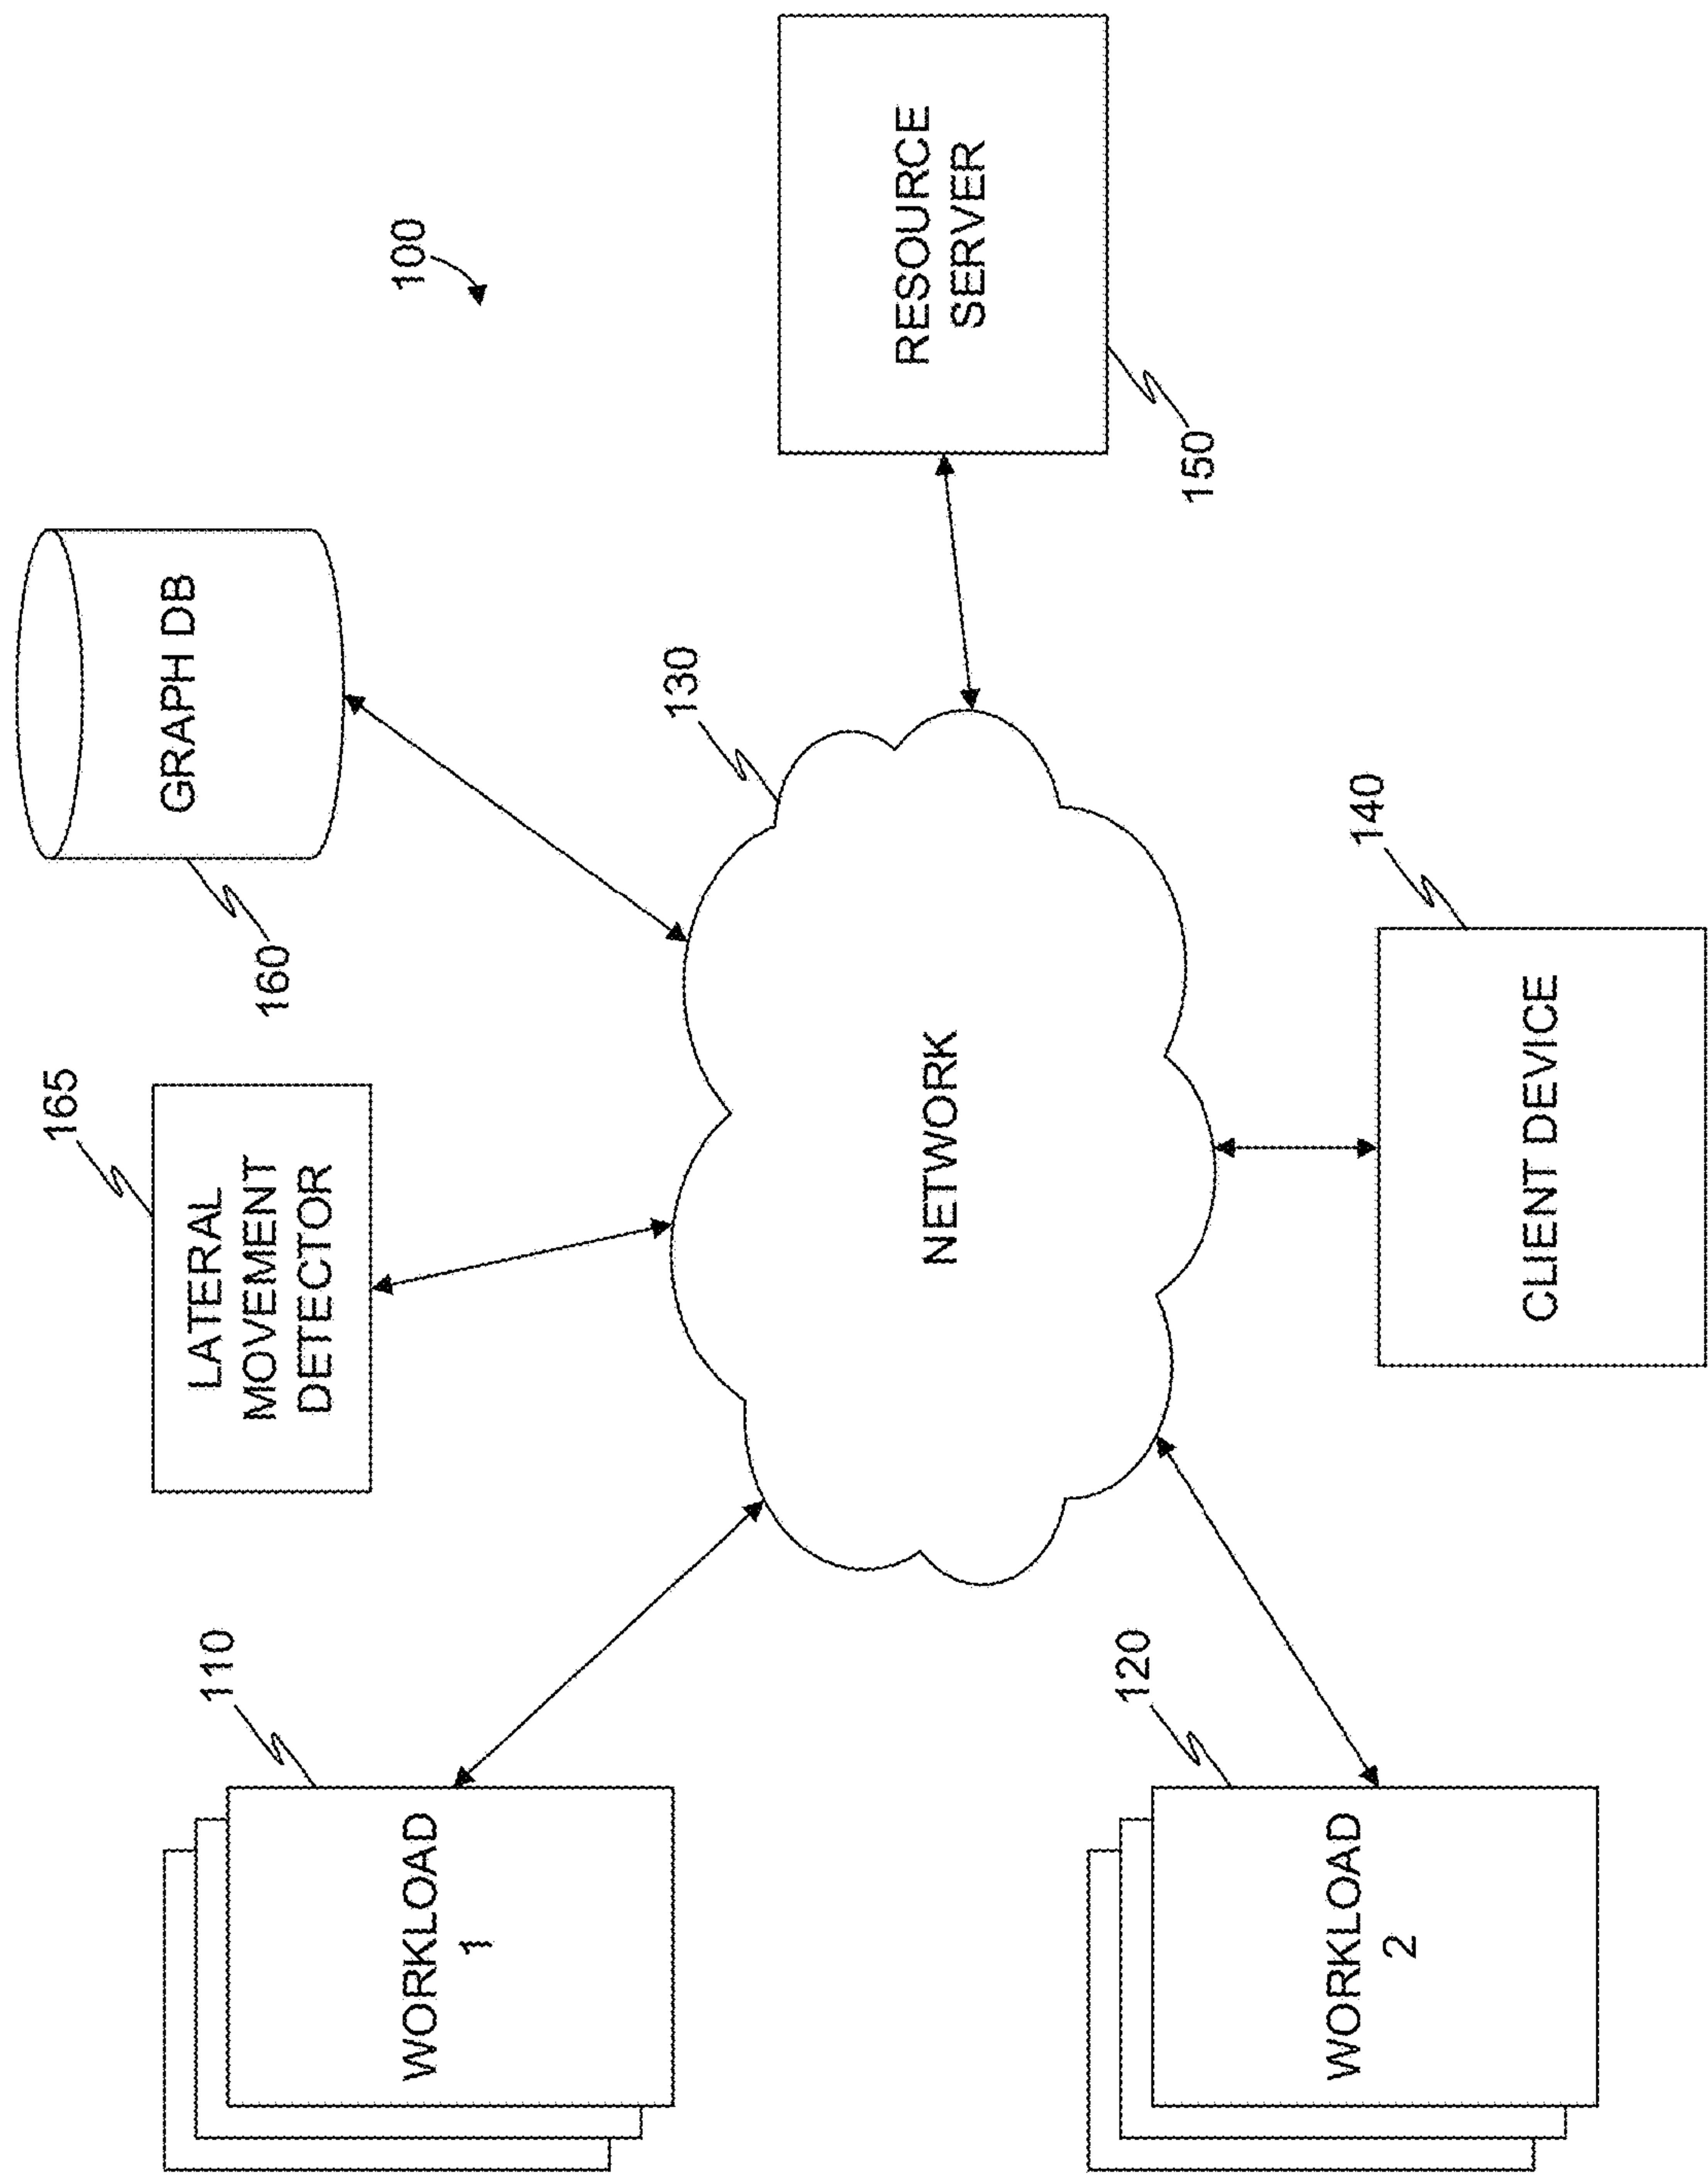 100
165
LATERAL
MOVEMENT
DETECTOR
GRAPH DB
160
110
WORKLOAD
1
130
NETWORK
RESOURCE
SERVER
150
120
WORKLOAD
2
140
CLIENT DEVICE